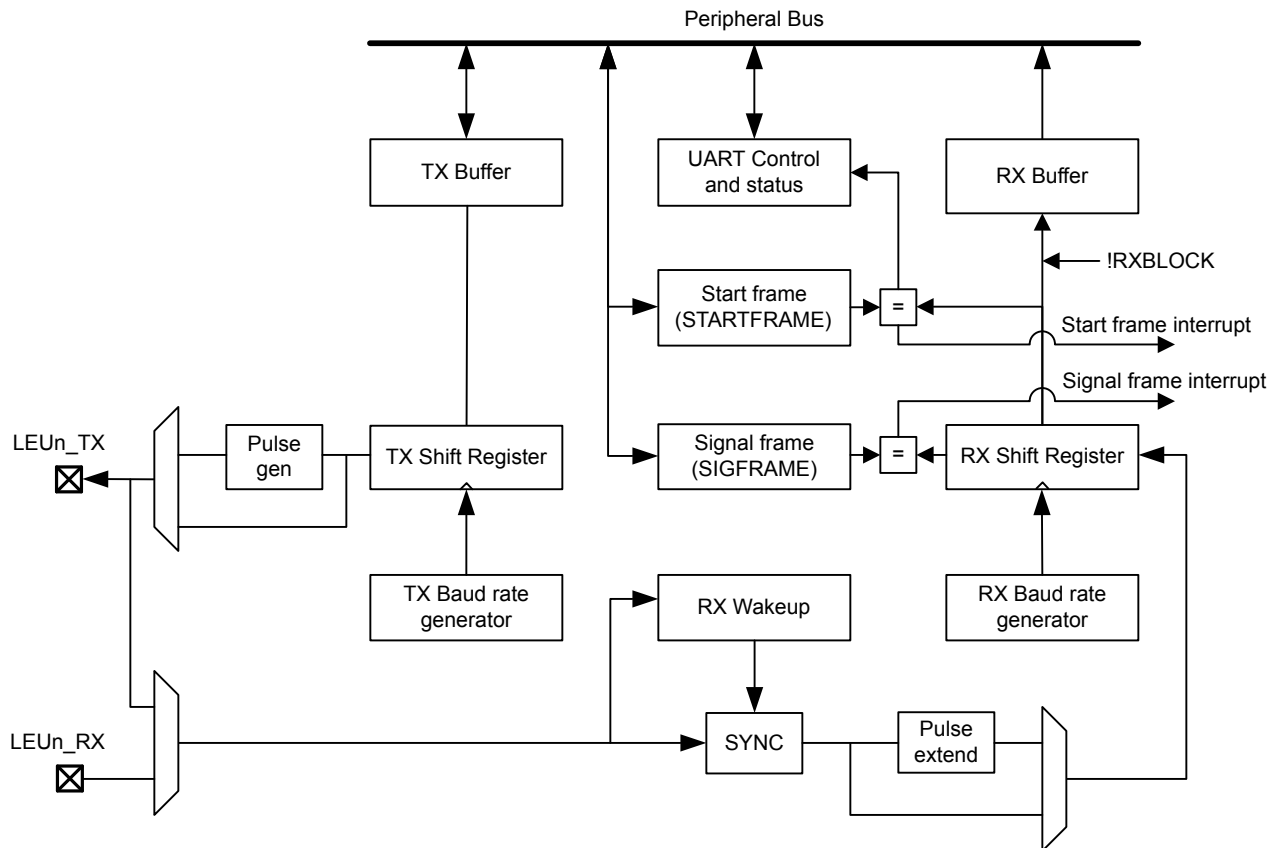 Peripheral Bus
TX Buffer
UART Control
and status
RX Buffer
!RXBLOCK
Start frame
(STARTFRAME)
=
Start frame interrupt
Signal frame interrupt
LEUn_TX
Pulse
gen
TX Shift Register
Signal frame
(SIGFRAME)
=
RX Shift Register
TX Baud rate
generator
RX Wakeup
RX Baud rate
generator
LEUn_RX
SYNC
Pulse
extend